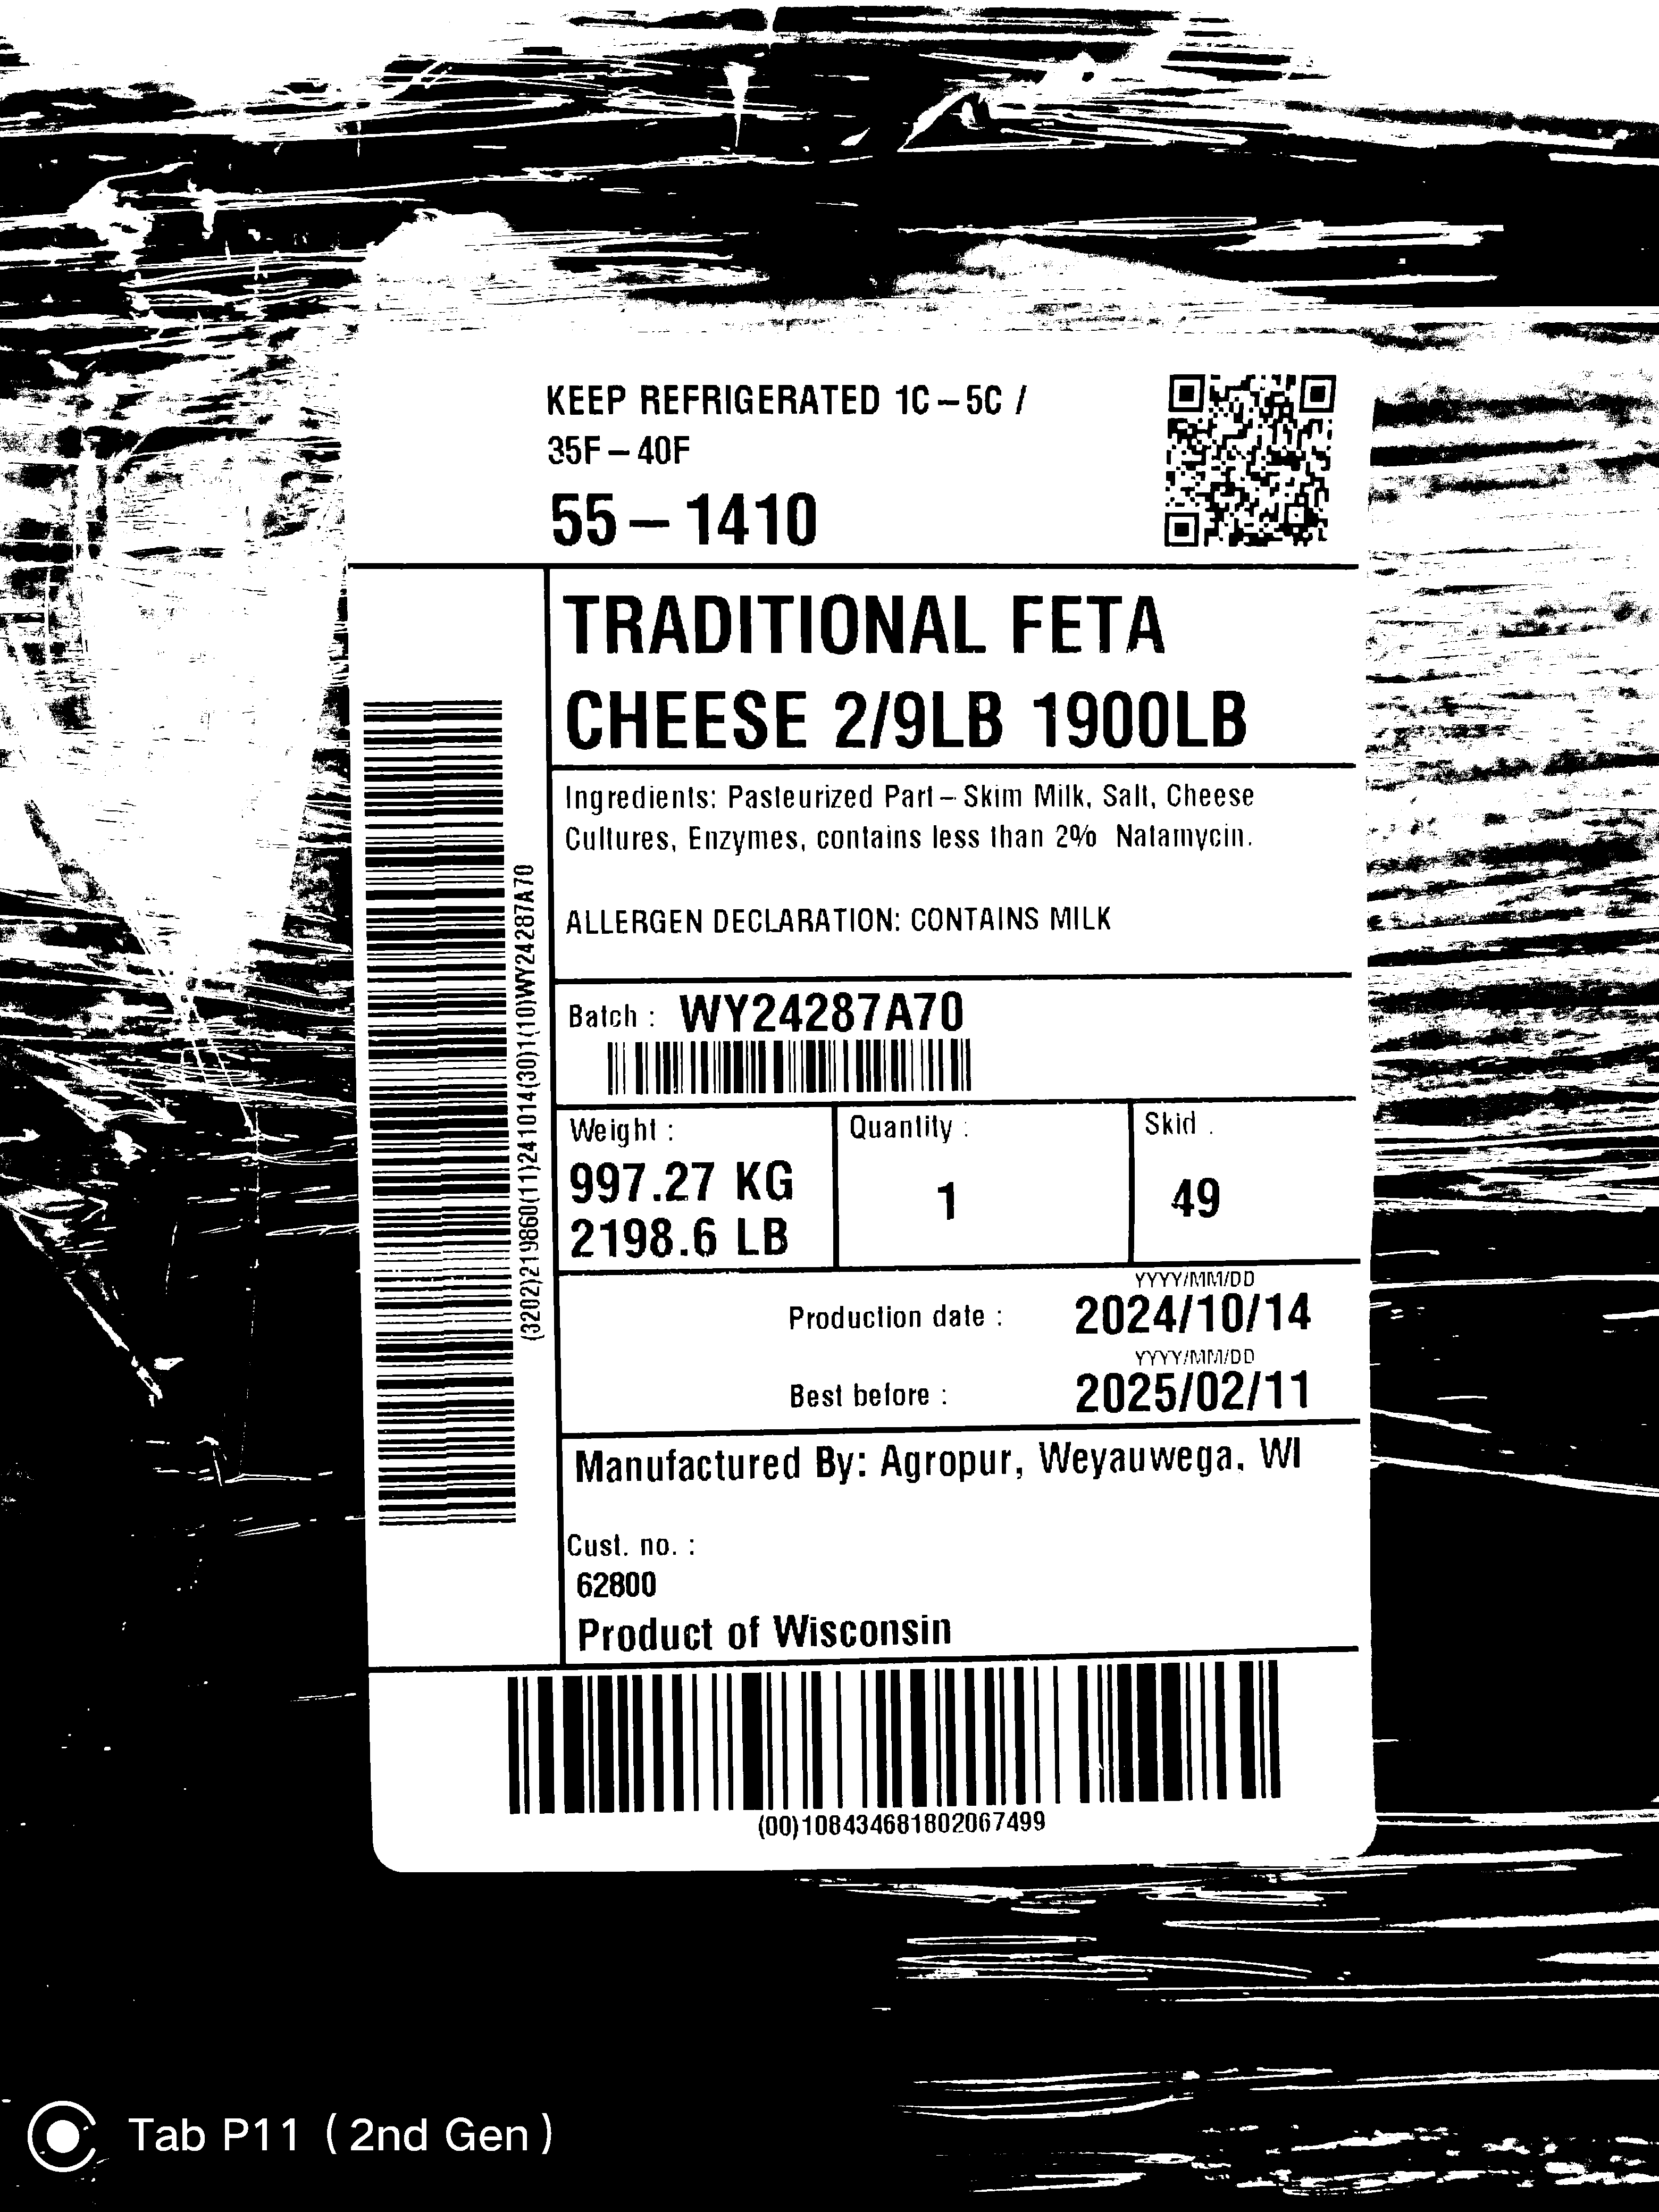 KEEP REFRIGERATED 1C-5C /
35F-40F
55-1410
TRADITIONAL FETA
CHEESE 2/9LB 1900LB
Ingredients: Pasteurized Part-Skim Milk, Salt, Cheese
Cultures, Enzymes, contains less than 2% Natamycin.
ALLERGEN DECLARATION: CONTAINS MILK
(3202)219860(11)241014(30)1(10)WY24287A70
Batch : WY24287A70
Weight :
997.27 KG
2198.6 LB
Quantity :
1
Skid :
49
YYYY/MM/DD
Production date : 2024/10/14
YYYY/MM/DD
Best before : 2025/02/11
Manufactured By: Agropur, Weyauwega, WI
Cust. no. :
62800
Product of Wisconsin
(00)108434681802067499
Tab P11 (2nd Gen)